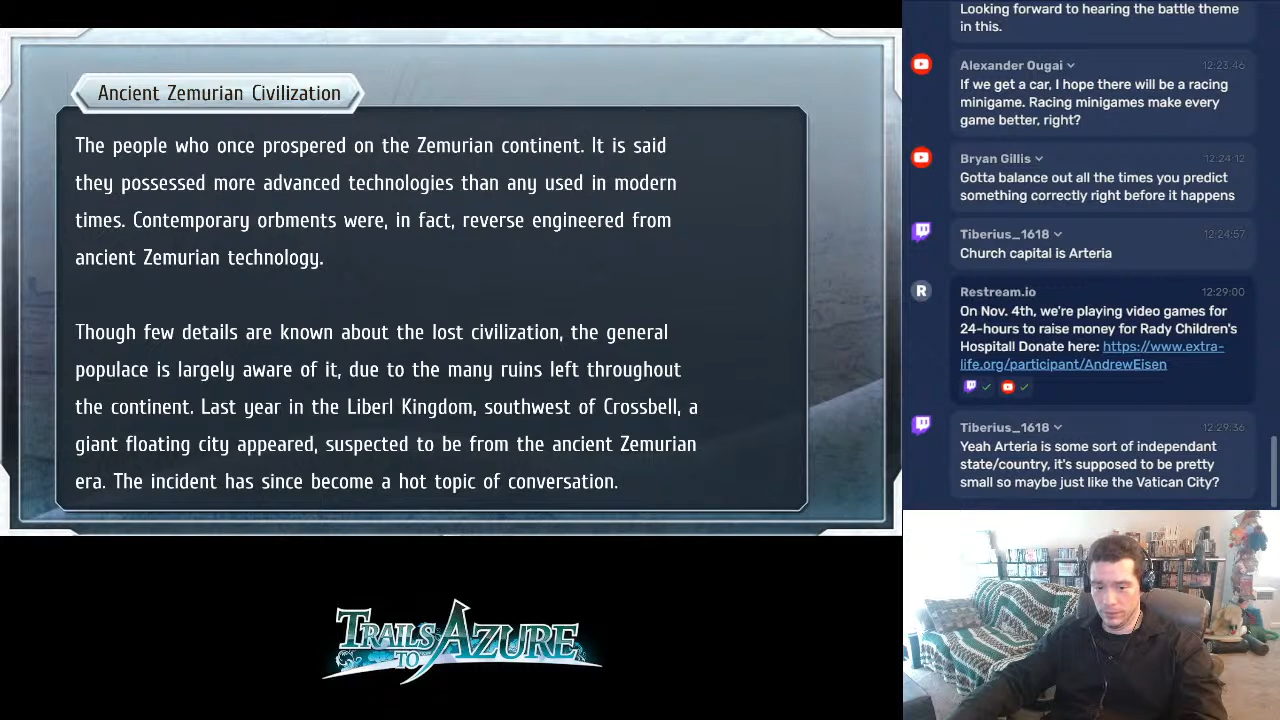 Ancient Zemurian Civilization
The people who once prospered on the Zemurian continent. It is said
they possessed more advanced technologies than any used in modern
times. Contemporary orbments were, in fact, reverse engineered from
ancient Zemurian technology.
Though few details are known about the lost civilization, the general
populace is largely aware of it, due to the many ruins left throughout
the continent. Last year in the Liberl Kingdom, southwest of Crossbell, a
giant floating city appeared, suspected to be from the ancient Zemurian
era. The incident has since become a hot topic of conversation.
TRAILS
TO
AZURE
Looking forward to hearing the battle theme
in this.
Alexander Ougai 12:23:46
If we get a car, I hope there will be a racing
minigame. Racing minigames make every
game better, right?
Bryan Gillis 12:24:12
Gotta balance out all the times you predict
something correctly right before it happens
Tiberius_1618 12:24:57
Church capital is Arteria
R
Restream.io 12:29:00
On Nov. 4th, we're playing video games for
24-hours to raise money for Rady Children's
Hospital! Donate here: https://www.extra-
life.org/participant/AndrewEisen
Tiberius_1618 12:29:36
Yeah Arteria is some sort of independant
state/country, it's supposed to be pretty
small so maybe just like the Vatican City?